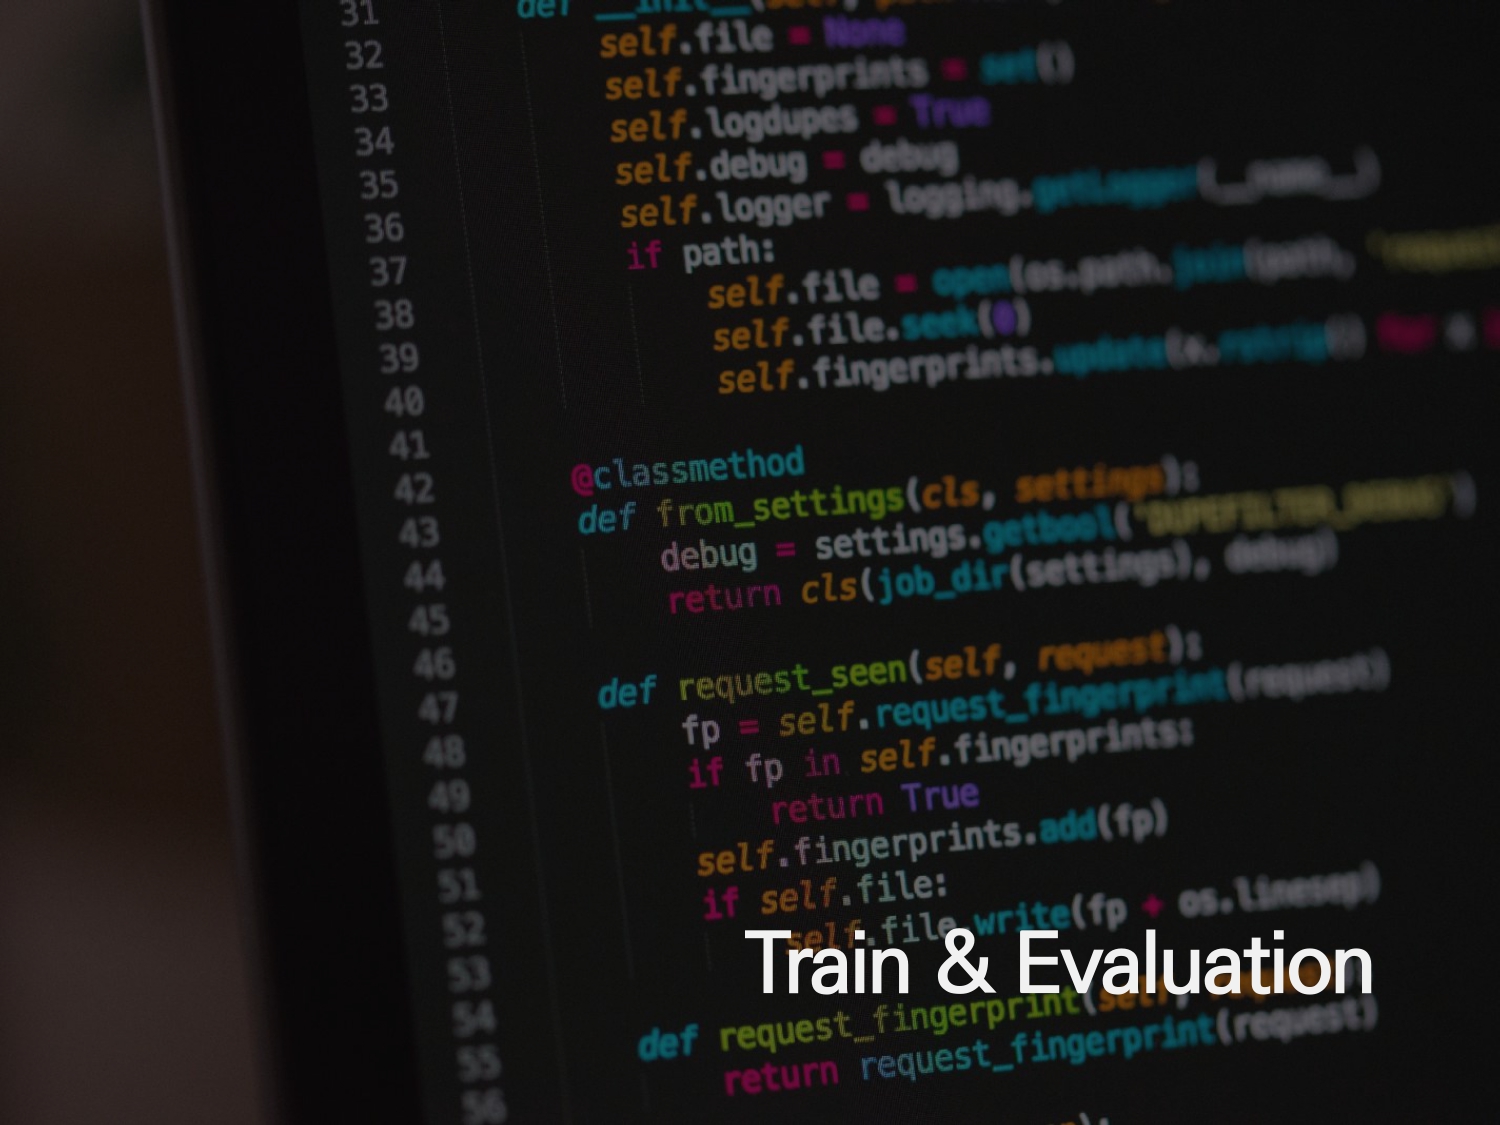 31 def __init__(self,
32 self.file = None
33 self.fingerprints = set()
34 self.logdupes = True
35 self.debug = debug
36 self.logger = logging.getLogger(__name__)
37 if path:
38 self.file = open(os.path.join(path,
39 self.file.seek(0)
40 self.fingerprints.update(x.rstrip() for
41
42 @classmethod
43 def from_settings(cls, settings):
44 debug = settings.getbool('DUPEFILTER_DEBUG')
45 return cls(job_dir(settings), debug)
46
47 def request_seen(self, request):
48 fp = self.request_fingerprint(request)
49 if fp in self.fingerprints:
50 return True
51 self.fingerprints.add(fp)
52 if self.file:
53 self.file.write(fp + os.linesep)
Train & Evaluation
54 def request_fingerprint(self,
55 return request_fingerprint(request)
56